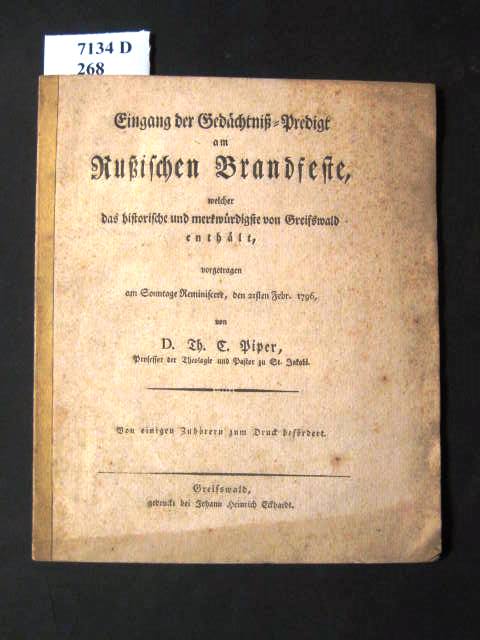 7134 D
268
Eingang der Gedächtniß-Predigt
am
Rußischen Brandfeste,
welcher
das historische und merkwürdigste von Greifswald
enthält,
vorgetragen
am Sonntage Reminiscere, den 21sten Febr. 1796,
von
D. Th. C. Piper,
Professor der Theologie und Pastor zu St. Jakobi.
Von einigen Zuhörern zum Druck befördert.
Greifswald,
gedruckt bei Johann Heinrich Eckhardt.